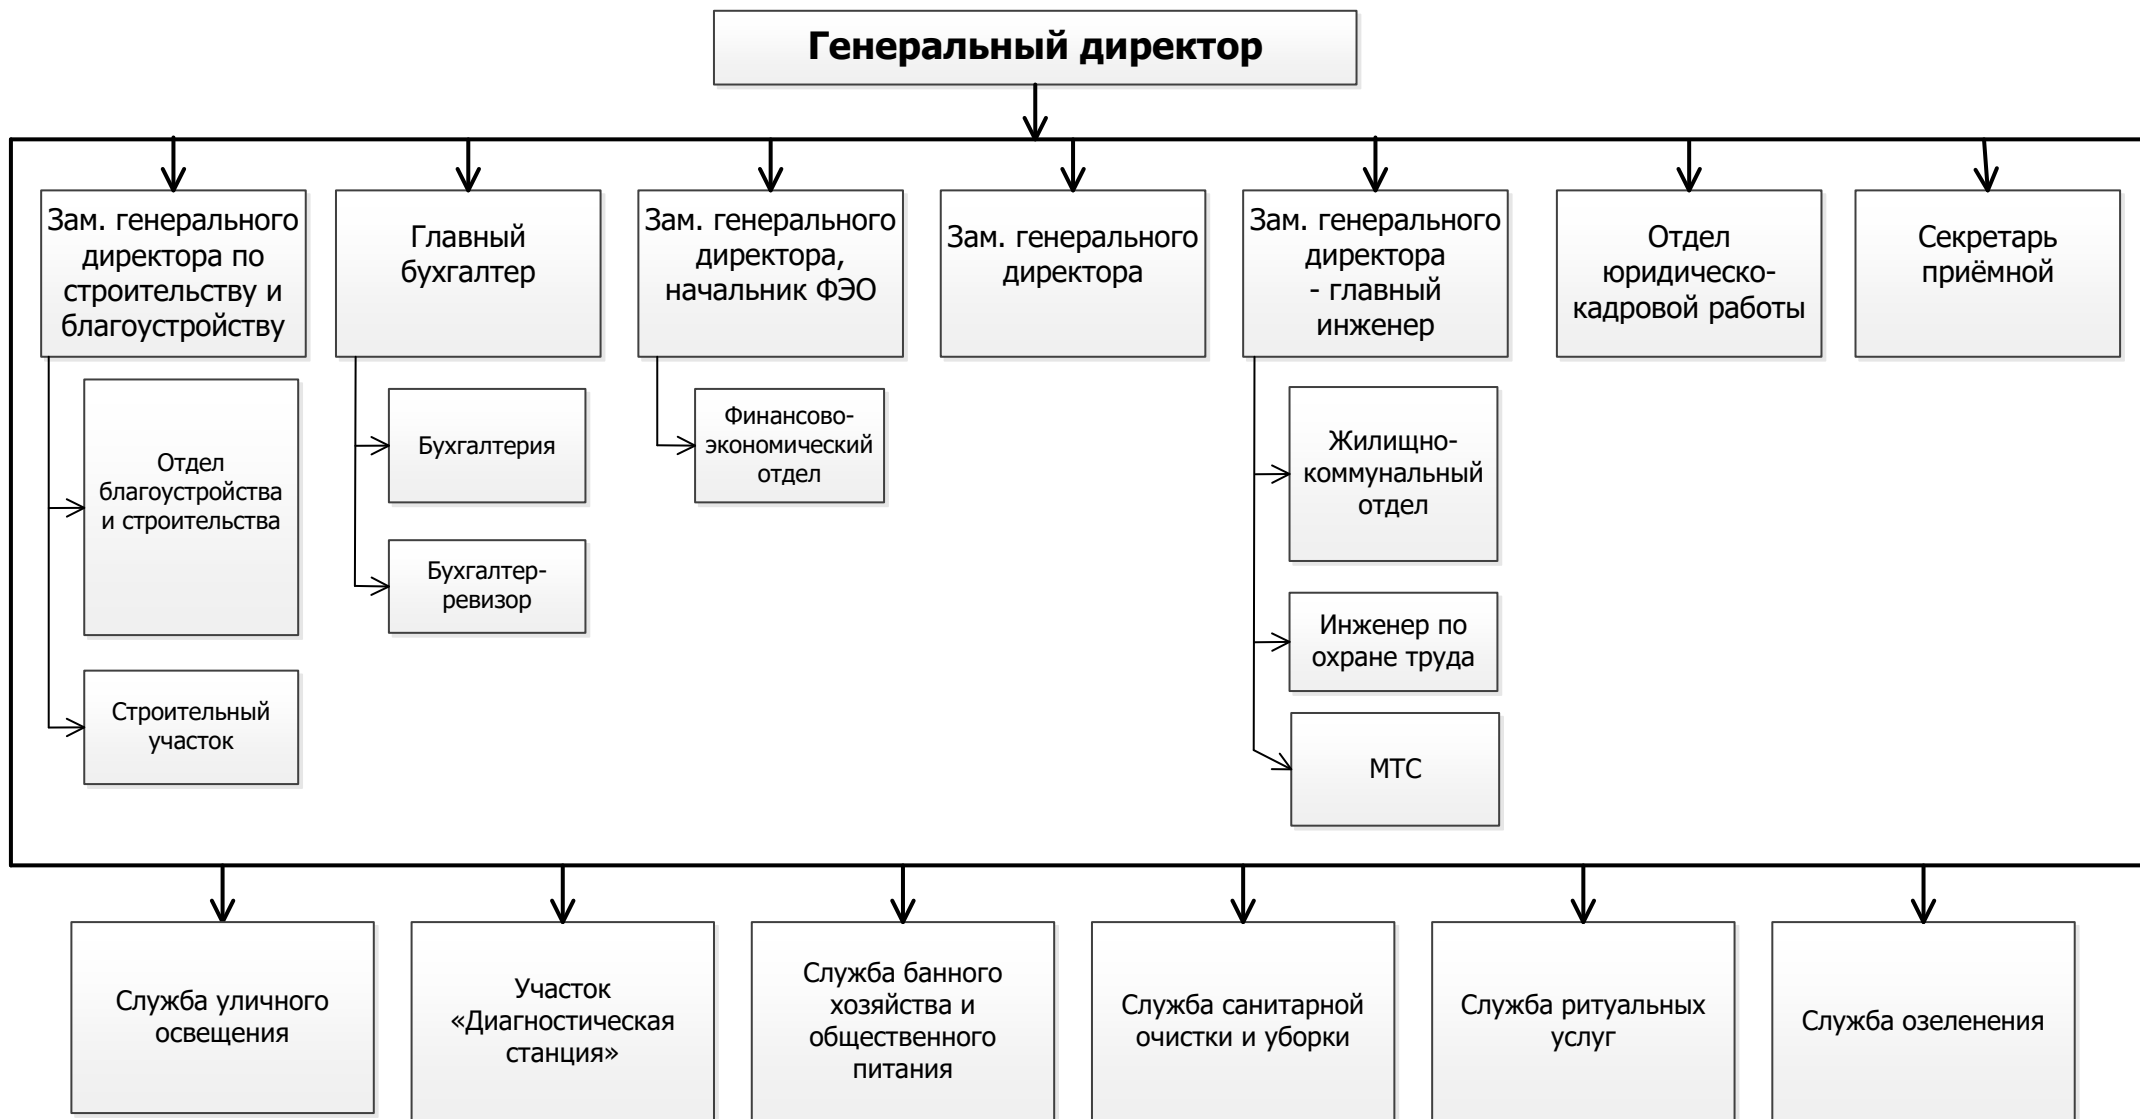 Генеральный директор
Зам. генерального
директора по
строительству и
благоустройству
Главный
бухгалтер
Зам. генерального
директора,
начальник ФЭО
Зам. генерального
директора
Зам. генерального
директора
- главный
инженер
Отдел
юридическо-
кадровой работы
Секретарь
приёмной
Отдел
благоустройства
и строительства
Строительный
участок
Бухгалтерия
Бухгалтер-
ревизор
Финансово-
экономический
отдел
Жилищно-
коммунальный
отдел
Инженер по
охране труда
МТС
Служба уличного
освещения
Участок
«Диагностическая
станция»
Служба банного
хозяйства и
общественного
питания
Служба санитарной
очистки и уборки
Служба ритуальных
услуг
Служба озеленения